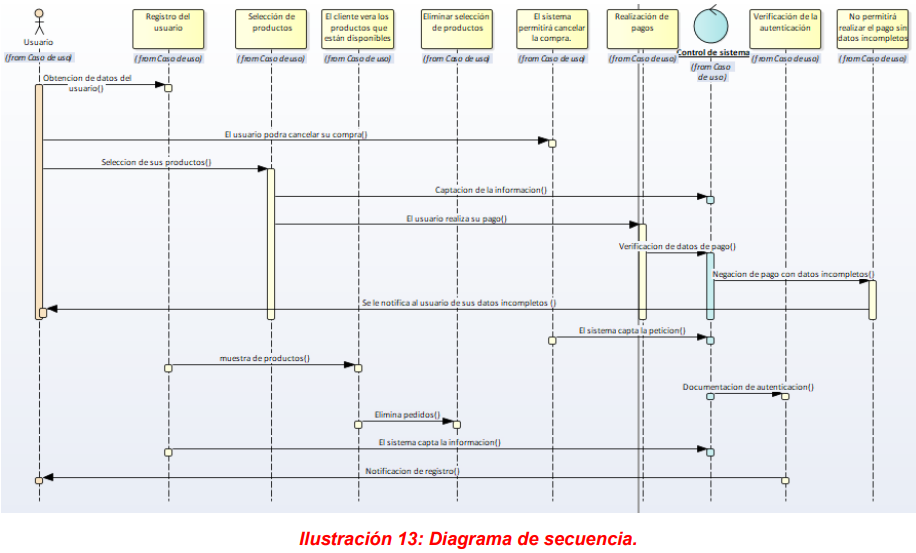 Usuario
(from Caso de uso)
Registro del
usuario
(from Caso de uso)
Selección de
productos
(from Caso de uso)
El cliente vera los
productos que
están disponibles
(from Caso de uso)
Eliminar selección
de productos
(from Caso de uso)
El sistema
permitirá cancelar
la compra.
(from Caso de uso)
Realización de
pagos
(from Caso de uso)
Control de sistema
(from Caso
de uso)
Verificación de la
autenticación
(from Caso de uso)
No permitirá
realizar el pago sin
datos incompletos
(from Caso de uso)
Obtencion de datos del
usuario()
El usuario podra cancelar su compra()
Seleccion de sus productos()
Captacion de la informacion()
El usuario realiza su pago()
Verificacion de datos de pago()
Negacion de pago con datos incompletos()
Se le notifica al usuario de sus datos incompletos ()
El sistema capta la peticion()
muestra de productos()
Documentacion de autenticacion()
Elimina pedidos()
El sistema capta la informacion()
Notificacion de registro()
Ilustración 13: Diagrama de secuencia.